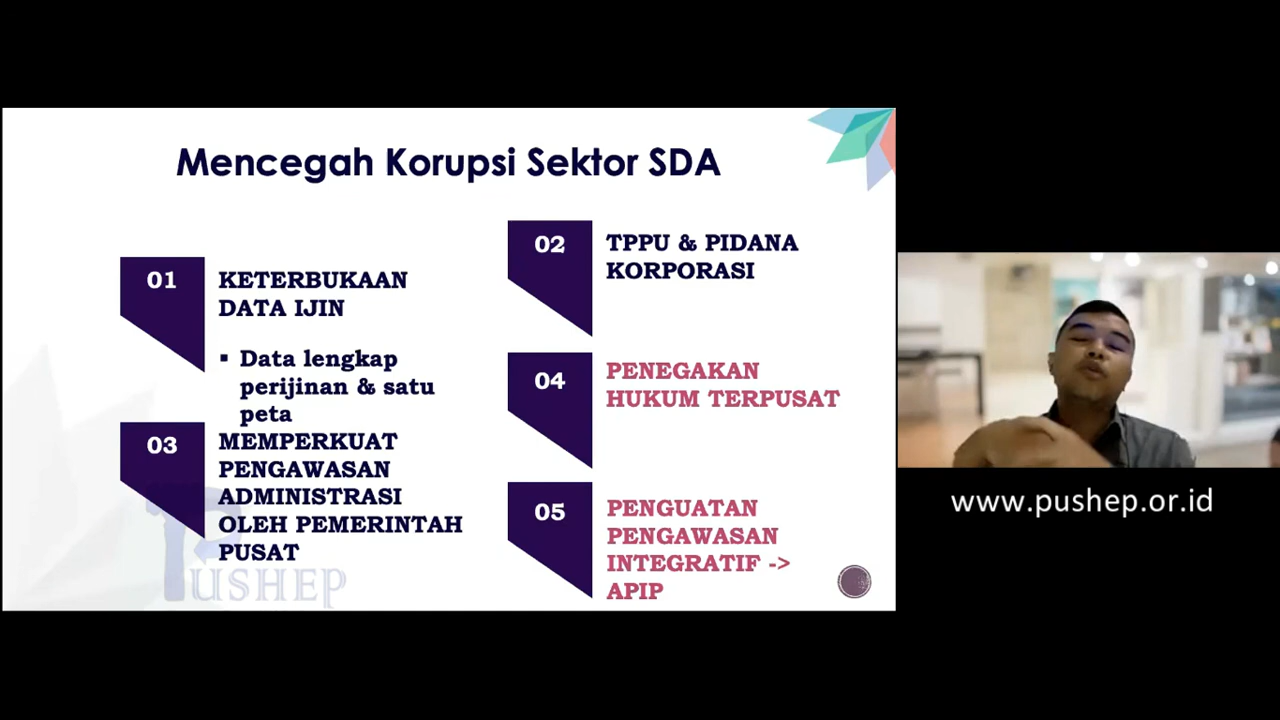 Mencegah Korupsi Sektor SDA
01
KETERBUKAAN
DATA IJIN
▪ Data lengkap
perijinan & satu
peta
02
TPPU & PIDANA
KORPORASI
03
MEMPERKUAT
PENGAWASAN
ADMINISTRASI
OLEH PEMERINTAH
PUSAT
04
PENEGAKAN
HUKUM TERPUSAT
05
PENGUATAN
PENGAWASAN
INTEGRATIF ->
APIP
PUSHEP
www.pushep.or.id